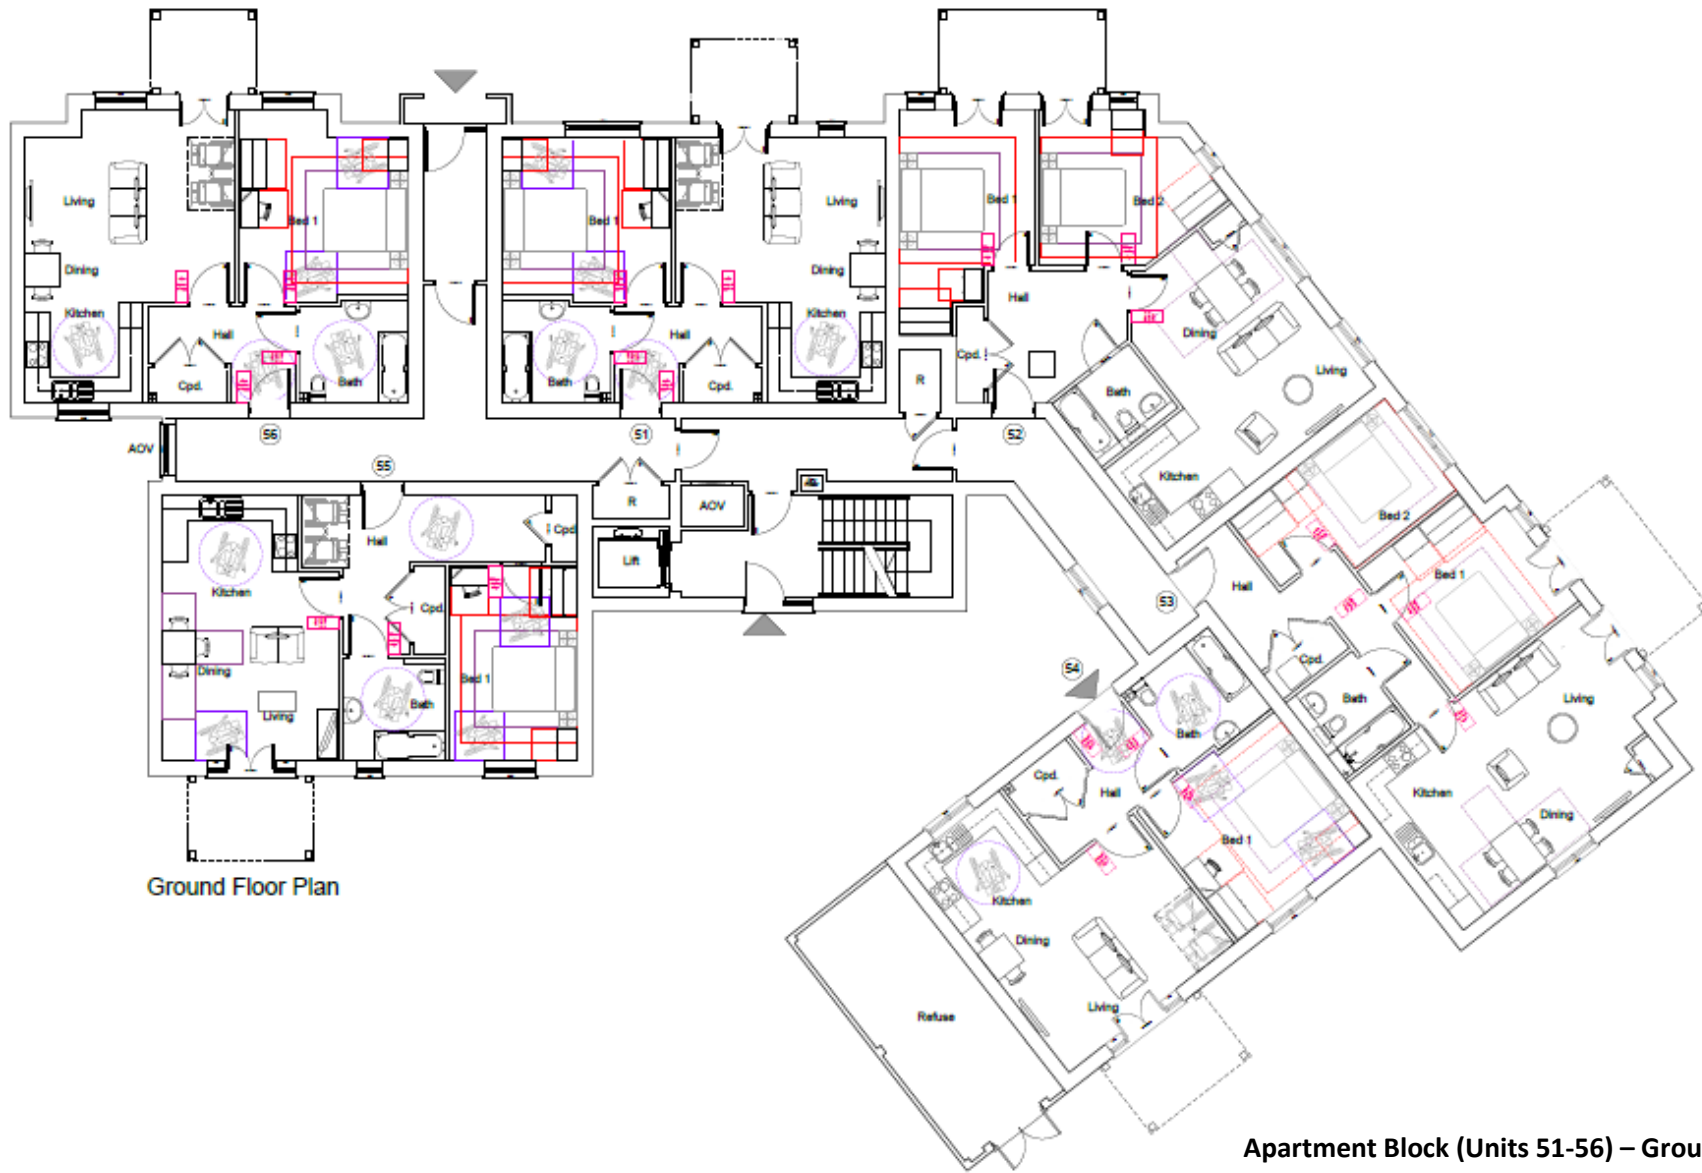 Living
Dining
Kitchen
Bed 1
Hall
Cpd.
Bath
56
Bed 1
Living
Dining
Kitchen
Hall
Bath
Cpd.
51
Bed 1
Bed 2
Hall
Cpd.
R
52
Bath
Dining
Living
Kitchen
AOV
55
R
AOV
Lift
Hall
Cpd.
Kitchen
Cpd.
Dining
Living
Bath
Bed 1
Ground Floor Plan
Bed 2
Bed 1
Hall
53
Cpd.
Bath
Living
Kitchen
Dining
54
Bath
Cpd.
Hall
Bed 1
Kitchen
Dining
Living
Refuse
Apartment Block (Units 51-56) – Grou